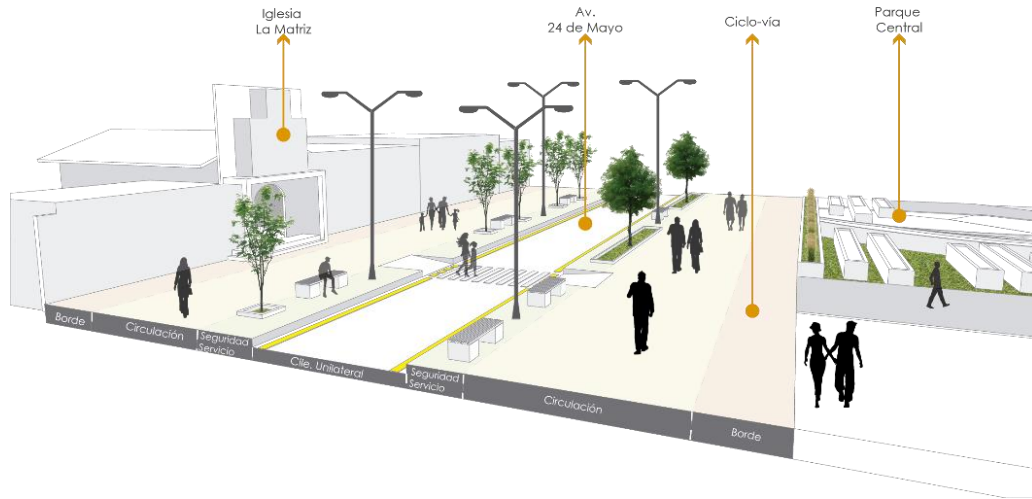 Iglesia
La Matriz
Av.
24 de Mayo
Ciclo-vía
Parque
Central
Borde
Circulación
Seguridad
Servicio
Clle. Unilateral
Seguridad
Servicio
Circulación
Borde